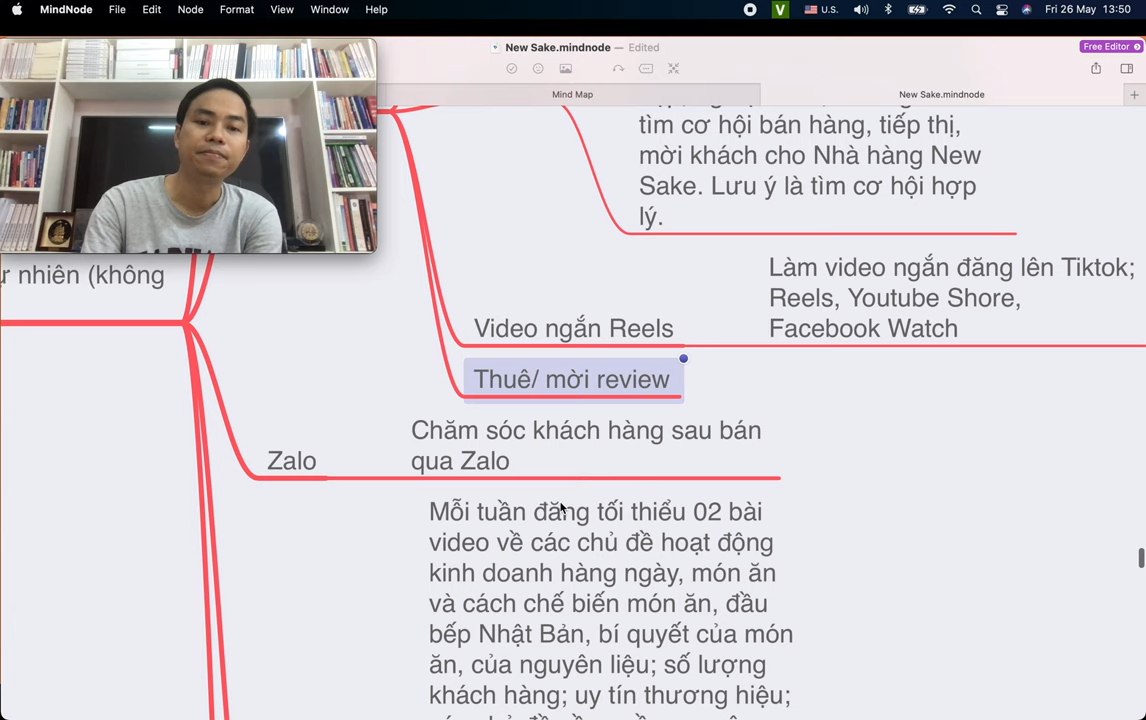 MindNode File Edit Node Format View Window Help
V U.S. Fri 26 May 13:50
New Sake.mindnode — Edited
Free Editor
Mind Map
New Sake.mindnode
tìm cơ hội bán hàng, tiếp thị,
mời khách cho Nhà hàng New
Sake. Lưu ý là tìm cơ hội hợp
lý.
ự nhiên (không
Làm video ngắn đăng lên Tiktok;
Reels, Youtube Shore,
Facebook Watch
Video ngắn Reels
Thuê/ mời review
Chăm sóc khách hàng sau bán
qua Zalo
Zalo
Mỗi tuần đăng tối thiểu 02 bài
video về các chủ đề hoạt động
kinh doanh hàng ngày, món ăn
và cách chế biến món ăn, đầu
bếp Nhật Bản, bí quyết của món
ăn, của nguyên liệu; số lượng
khách hàng; uy tín thương hiệu;